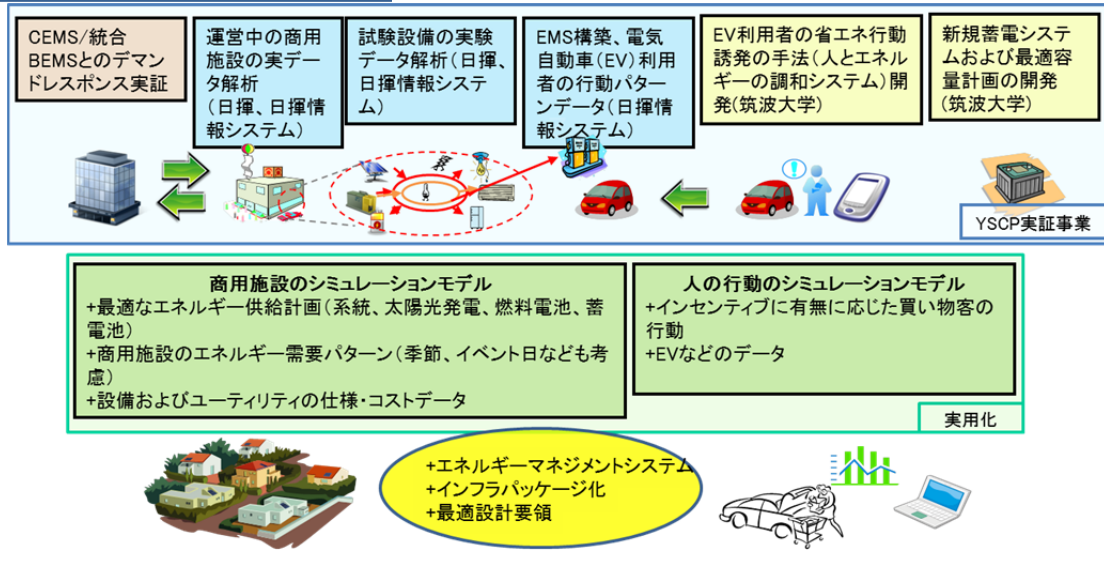 CEMS/統合
BEMSとのデマン
ドレスポンス実証
運営中の商用
施設の実デー
タ解析
(日揮、日揮情
報システム)
試験設備の実験
データ解析(日揮、
日揮情報システ
ム)
EMS構築、電気
自動車(EV)利用
者の行動パター
ンデータ(日揮情
報システム)
EV利用者の省エネ行動
誘発の手法(人とエネル
ギーの調和システム)開
発(筑波大学)
新規蓄電システ
ムおよび最適容
量計画の開発
(筑波大学)
YSCP実証事業
商用施設のシミュレーションモデル
+最適なエネルギー供給計画(系統、太陽光発電、燃料電池、蓄
電池)
+商用施設のエネルギー需要パターン(季節、イベント日なども考
慮)
+設備およびユーティリティの仕様・コストデータ
人の行動のシミュレーションモデル
+インセンティブに有無に応じた買い物客の
行動
+EVなどのデータ
実用化
+エネルギーマネジメントシステム
+インフラパッケージ化
+最適設計要領